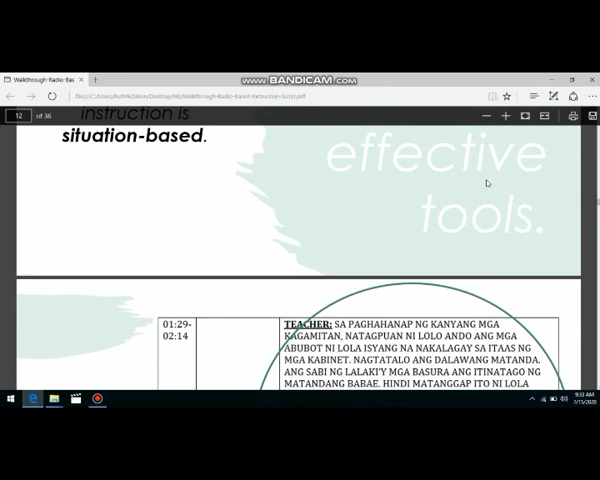 www.BANDICAM.com
Walkthrough-Radio-Bas
file:///C:/Users/Ruth%20Ann/Desktop/RBI/Walkthrough-Radio-Based-Instruction-Script.pdf
12 of 36
instruction is
situation-based.
effective
tools.
01:29-
02:14
TEACHER: SA PAGHAHANAP NG KANYANG MGA
KAGAMITAN, NATAGPUAN NI LOLO ANDO ANG MGA
ABUBOT NI LOLA ISYANG NA NAKALAGAY SA ITAAS NG
MGA KABINET. NAGTATALO ANG DALAWANG MATANDA.
ANG SABI NG LALAKI'Y MGA BASURA ANG ITINATAGO NG
MATANDANG BABAE. HINDI MATANGGAP ITO NI LOLA
9:33 AM
7/15/2020